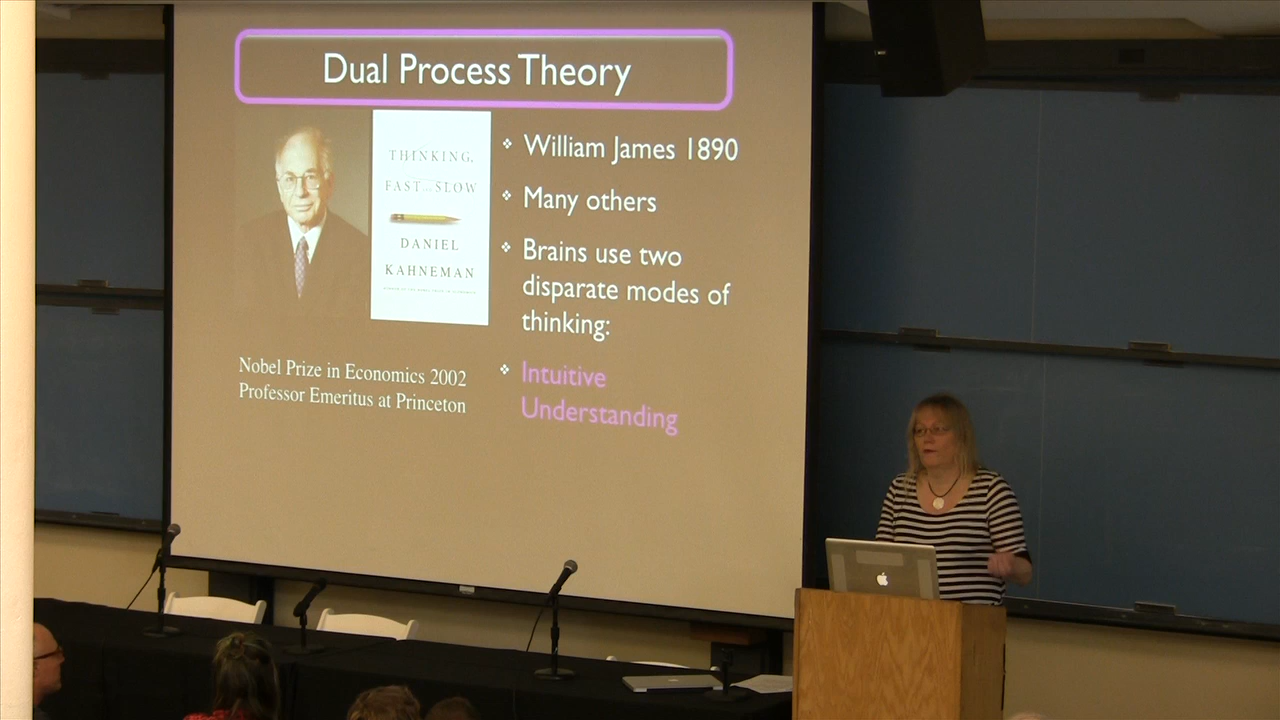 Dual Process Theory
THINKING,
FAST AND SLOW
DANIEL
KAHNEMAN
Nobel Prize in Economics 2002
Professor Emeritus at Princeton
❖ William James 1890
❖ Many others
❖ Brains use two
disparate modes of
thinking:
❖ Intuitive
Understanding